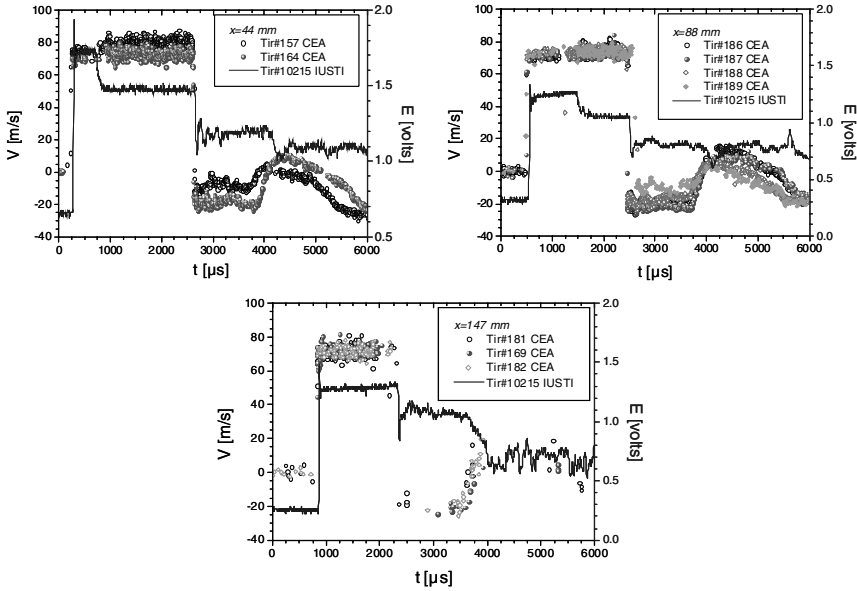 x=44 mm
Tir#157 CEA
Tir#164 CEA
Tir#10215 IUSTI
100
80
60
40
20
0
-20
-40
V [m/s]
2.0
1.5
1.0
0.5
E [volts]
0 1000 2000 3000 4000 5000 6000
t [µs]
x=88 mm
Tir#186 CEA
Tir#187 CEA
Tir#188 CEA
Tir#189 CEA
Tir#10215 IUSTI
100
80
60
40
20
0
-20
-40
V [m/s]
2.0
1.5
1.0
0.5
0.0
E [volts]
0 1000 2000 3000 4000 5000 6000
t [µs]
x=147 mm
Tir#181 CEA
Tir#169 CEA
Tir#182 CEA
Tir#10215 IUSTI
100
80
60
40
20
0
-20
-40
V [m/s]
2.0
1.5
1.0
0.5
0.0
E [volts]
0 1000 2000 3000 4000 5000 6000
t [µs]